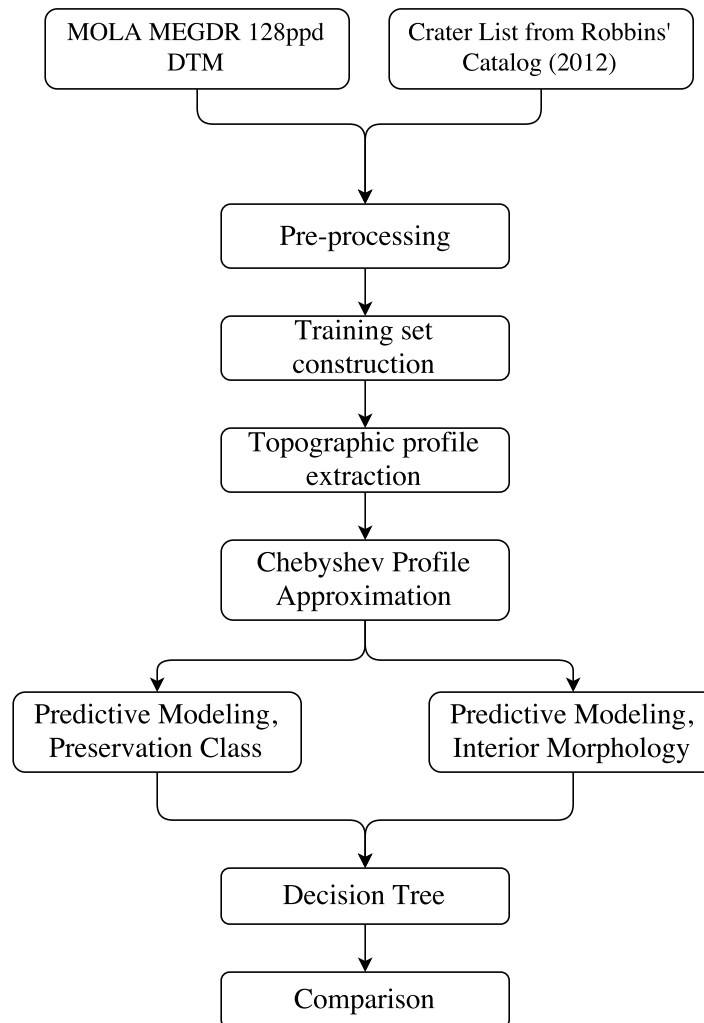 MOLA MEGDR 128ppd
DTM
Crater List from Robbins'
Catalog (2012)
Pre-processing
Training set
construction
Topographic profile
extraction
Chebyshev Profile
Approximation
Predictive Modeling,
Preservation Class
Predictive Modeling,
Interior Morphology
Decision Tree
Comparison